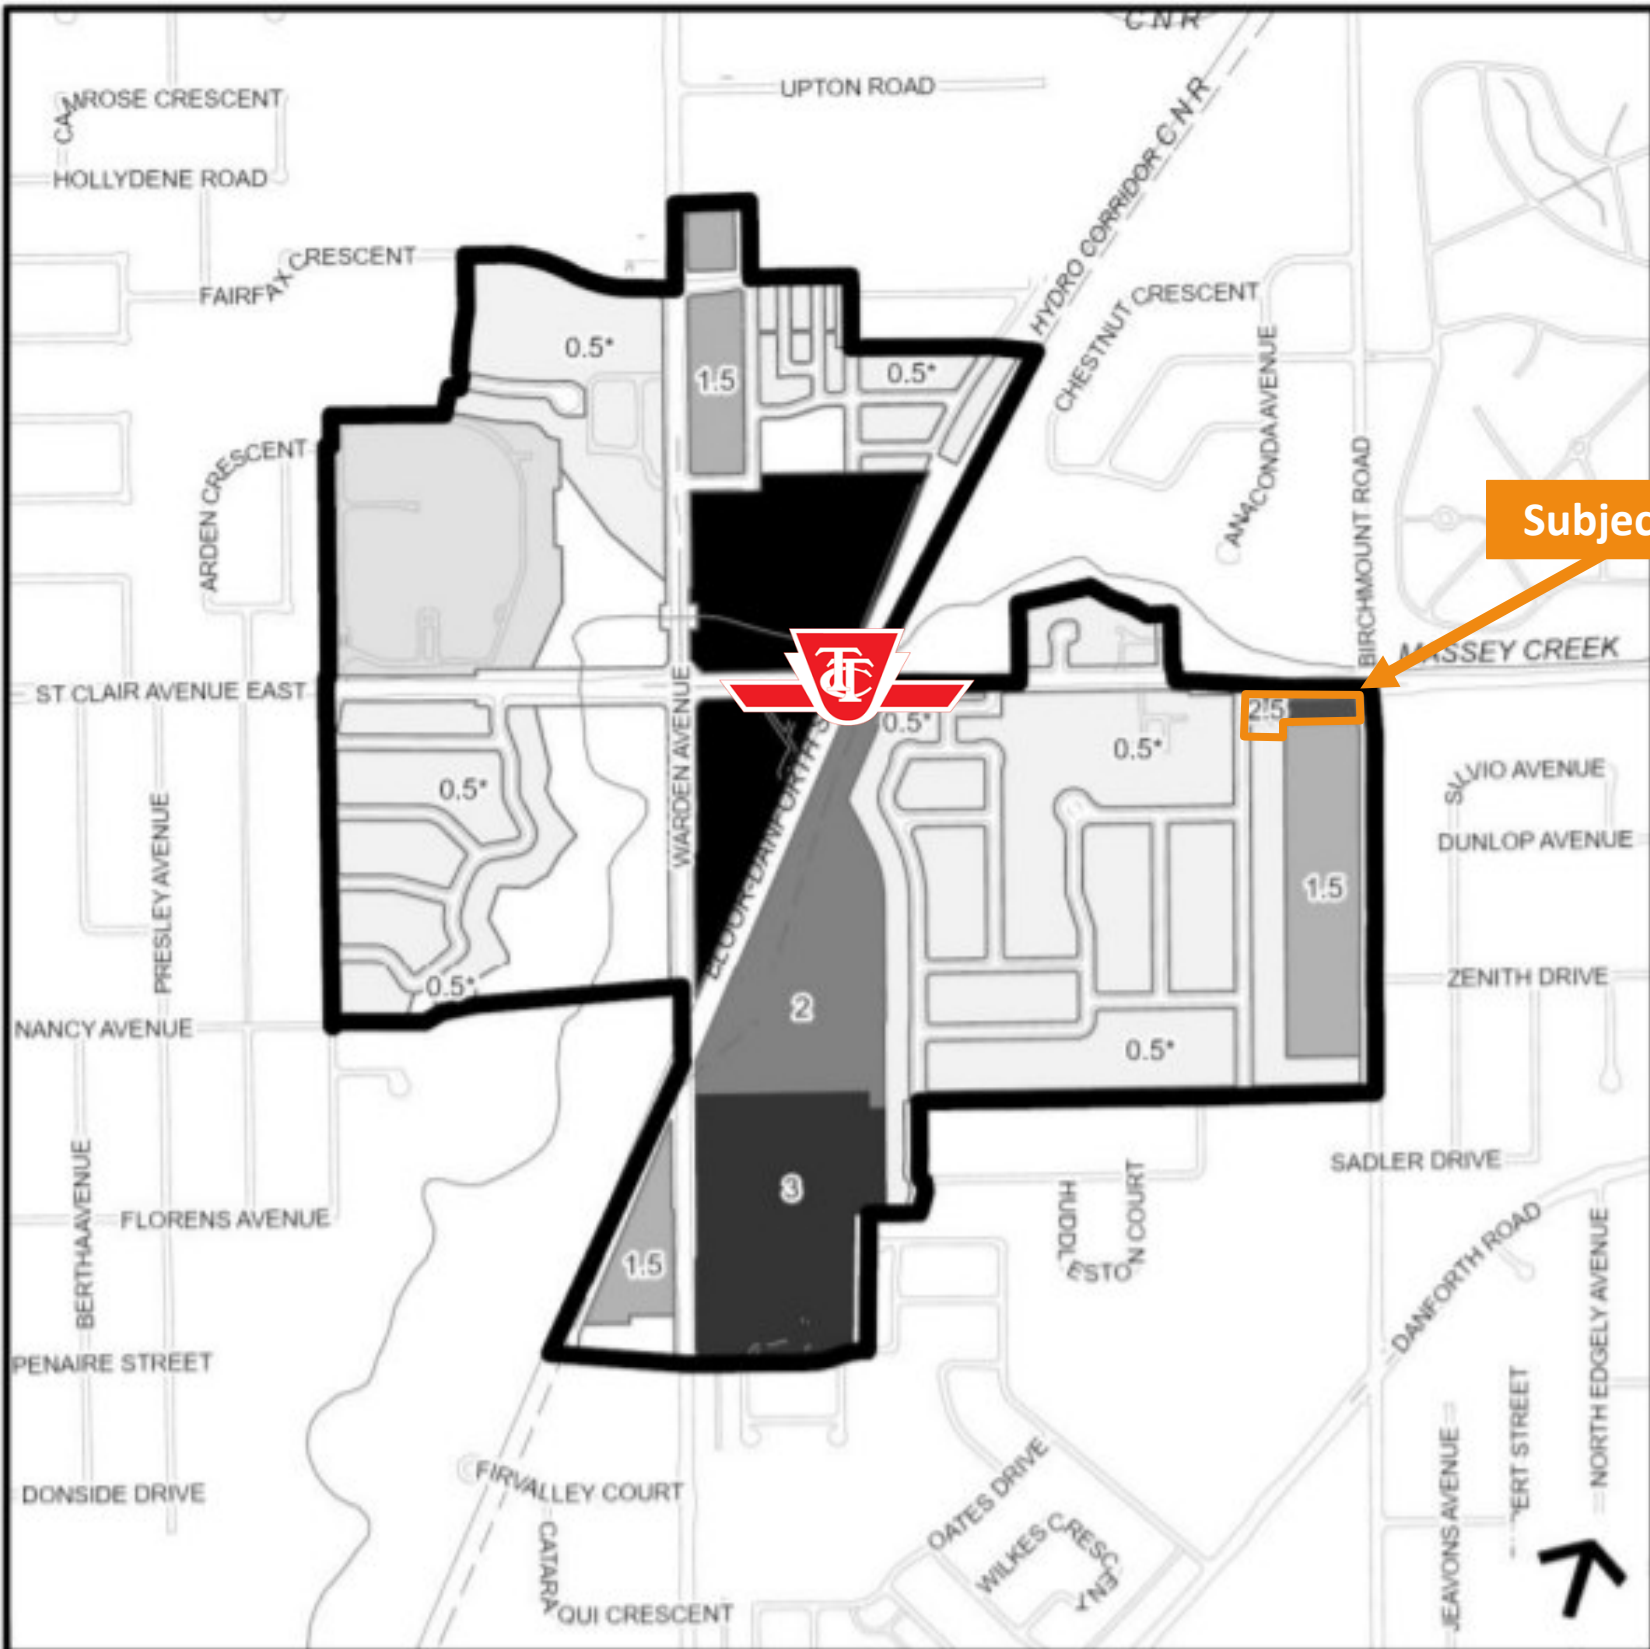 CNR
UPTON ROAD
CAMROSE CRESCENT
HOLLYDENE ROAD
HYDRO CORRIDOR CNR
FAIRFAX CRESCENT
CHESTNUT CRESCENT
0.5*
1.5
0.5*
ANACONDA AVENUE
ARDEN CRESCENT
BIRCHMOUNT ROAD
Subjec
MASSEY CREEK
TTC
ST CLAIR AVENUE EAST
WARDEN AVENUE
BLOOR-DANFORTH S
0.5*
0.5*
2.5
0.5*
SILVIO AVENUE
DUNLOP AVENUE
1.5
PRESLEY AVENUE
0.5*
ZENITH DRIVE
NANCY AVENUE
2
0.5*
SADLER DRIVE
3
HUDDLESTON COURT
BERTHA AVENUE
FLORENS AVENUE
1.5
DANFORTH ROAD
NORTH EDGELY AVENUE
PENAIRE STREET
PERT STREET
JEAVONS AVENUE
DONSIDE DRIVE
FIRVALLEY COURT
OATES DRIVE
WILKES CRESCENT
CATARAQUI CRESCENT